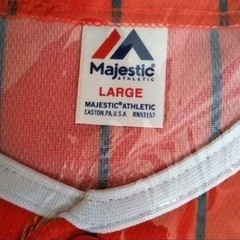 Majestic®
ATHLETIC
LARGE
MAJESTIC® ATHLETIC
EASTON, PA, U.S.A RN53157